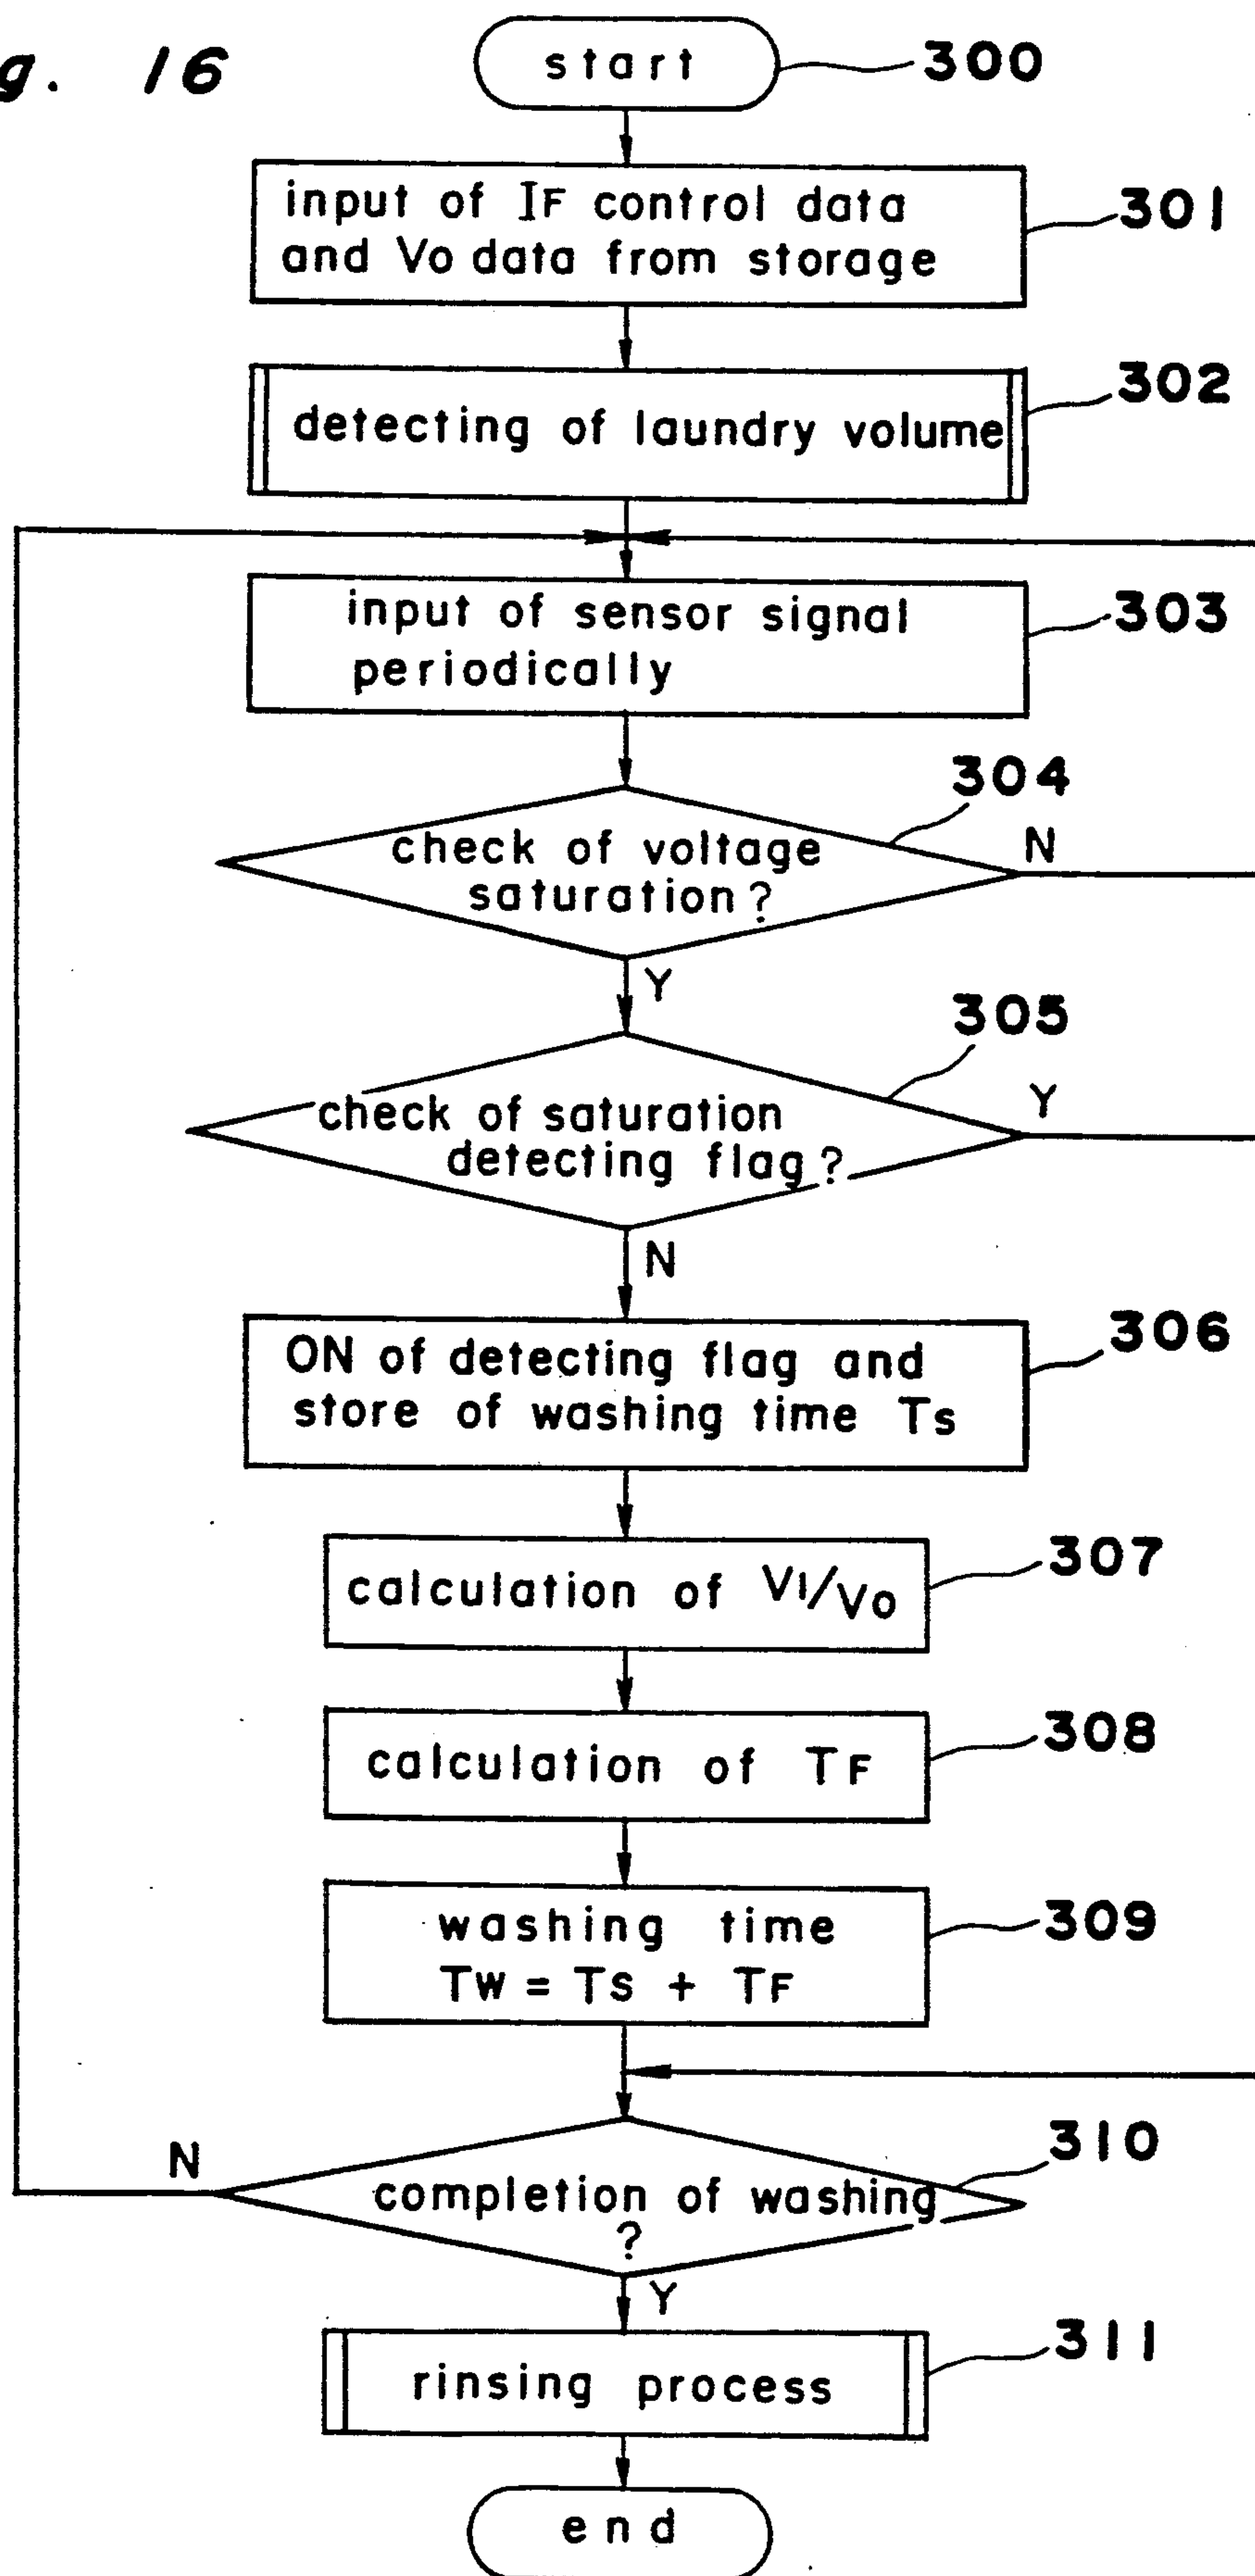 g. 16
start
300
input of IF control data
and Vo data from storage
301
detecting of laundry volume
302
input of sensor signal
periodically
303
304
check of voltage
saturation?
N
Y
305
check of saturation
detecting flag?
Y
N
ON of detecting flag and
store of washing time Ts
306
calculation of V1/Vo
307
calculation of TF
308
washing time
TW = TS + TF
309
310
N
completion of washing
?
Y
rinsing process
311
end